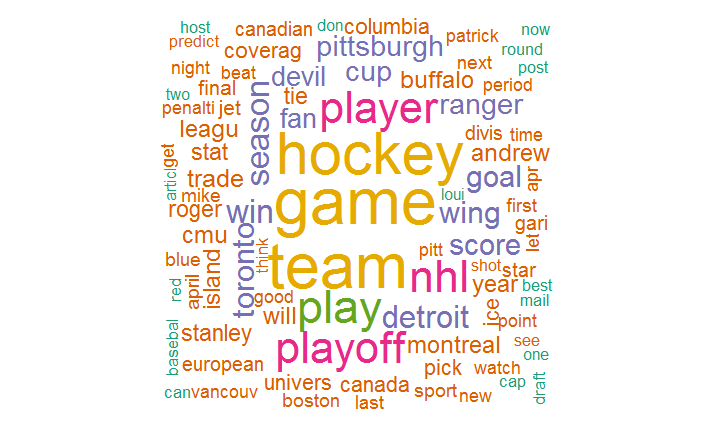 host
canadian
don
columbia
now
predict
coverag
pittsburgh
patrick
round
night
beat
devil
cup
buffalo
next
post
two
final
tie
period
penalti
jet
season
fan
player
ranger
leagu
hockey
divis
time
get
stat
andrew
articl
trade
goal
apr
mike
loui
roger
win
game
wing
first
gari
cmu
toronto
think
pitt
score
let
blue
island
team
nhl
shot
star
red
april
good
year
best
will
play
detroit
ice
mail
stanley
playoff
montreal
point
see
basebal
european
pick
watch
one
can
vancouv
univers
canada
sport
new
cap
draft
boston
last